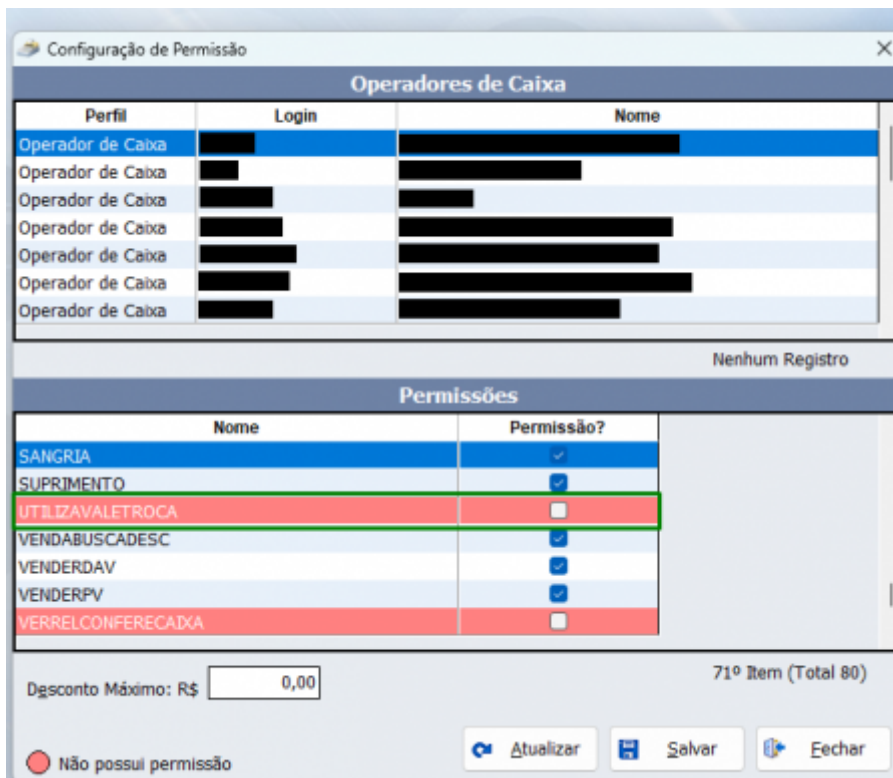 Configuração de Permissão
Operadores de Caixa
Perfil Login Nome
Operador de Caixa
Operador de Caixa
Operador de Caixa
Operador de Caixa
Operador de Caixa
Operador de Caixa
Operador de Caixa
Nenhum Registro
Permissões
Nome Permissão?
SANGRIA
SUPRIMENTO
UTILIZAVALETROCA
VENDABUSCADESC
VENDERDAV
VENDERPV
VERRELCONFERECAIXA
71º Item (Total 80)
Desconto Máximo: R$ 0,00
Atualizar Salvar Fechar
Não possui permissão